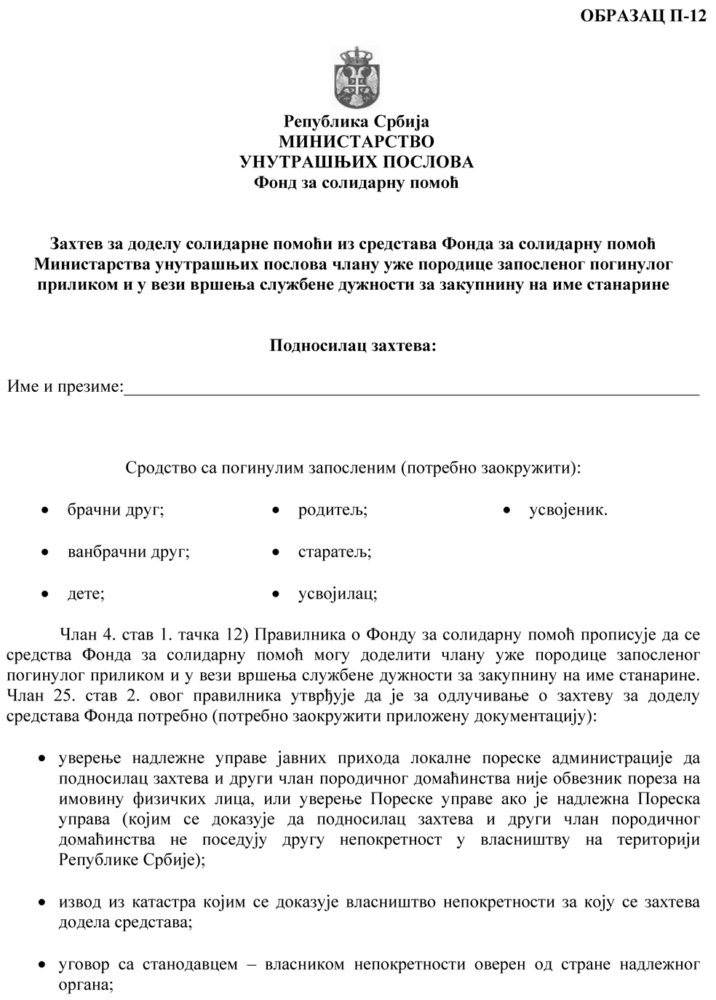 ОБРАЗАЦ П-12
Република Србија
МИНИСТАРСТВО
УНУТРАШЊИХ ПОСЛОВА
Фонд за солидарну помоћ
Захтев за доделу солидарне помоћи из средстава Фонда за солидарну помоћ
Министарства унутрашњих послова члану уже породице запосленог погинулог
приликом и у вези вршења службене дужности за закупнину на име станарине
Подносилац захтева:
Име и презиме:_______________________________________________________________
Сродство са погинулим запосленим (потребно заокружити):
• брачни друг; • родитељ; • усвојеник.
• ванбрачни друг; • старатељ;
• дете; • усвојилац;
Члан 4. став 1. тачка 12) Правилника о Фонду за солидарну помоћ прописује да се
средства Фонда за солидарну помоћ могу доделити члану уже породице запосленог
погинулог приликом и у вези вршења службене дужности за закупнину на име станарине.
Члан 25. став 2. овог правилника утврђује да је за одлучивање о захтеву за доделу
средстава Фонда потребно (потребно заокружити приложену документацију):
• уверење надлежне управе јавних прихода локалне пореске администрације да
подносилац захтева и други члан породичног домаћинства није обвезник пореза на
имовину физичких лица, или уверење Пореске управе ако је надлежна Пореска
управа (којим се доказује да подносилац захтева и други члан породичног
домаћинства не поседују другу непокретност у власништву на територији
Републике Србије);
• извод из катастра којим се доказује власништво непокретности за коју се захтева
додела средстава;
• уговор са станодавцем – власником непокретности оверен од стране надлежног
органа;